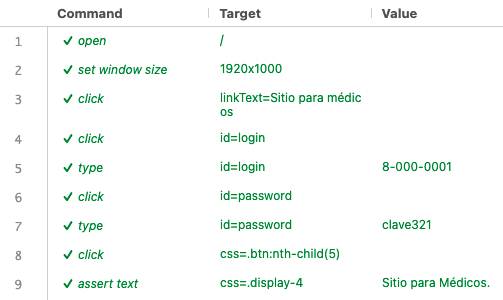 Command Target Value
1 ✓ open /
2 ✓ set window size 1920x1000
3 ✓ click linkText=Sitio para médic
os
4 ✓ click id=login
5 ✓ type id=login 8-000-0001
6 ✓ click id=password
7 ✓ type id=password clave321
8 ✓ click css=.btn:nth-child(5)
9 ✓ assert text css=.display-4 Sitio para Médicos.